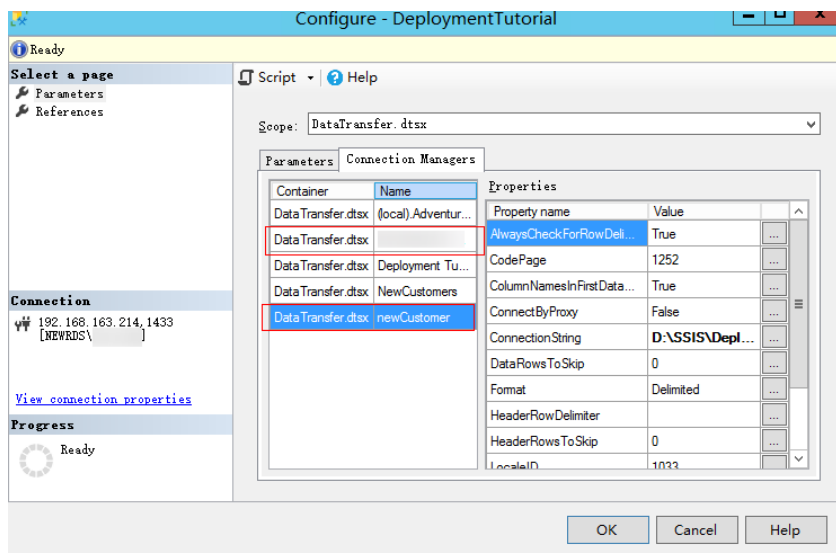 Configure - DeploymentTutorial
Ready
Select a page
Parameters
References
Script
Help
Scope: DataTransfer.dtsx
Parameters
Connection Managers
Container Name
DataTransfer.dtsx (local).Adventur...
DataTransfer.dtsx
DataTransfer.dtsx Deployment Tu...
DataTransfer.dtsx NewCustomers
DataTransfer.dtsx newCustomer
Properties
Property name Value
AlwaysCheckForRowDeli... True ...
CodePage 1252 ...
ColumnNamesInFirstData... True ...
ConnectByProxy False ...
ConnectionString D:\SSIS\Depl... ...
DataRowsToSkip 0 ...
Format Delimited ...
HeaderRowDelimiter ...
HeaderRowsToSkip 0 ...
LocaleID 1033
Connection
192.168.163.214,1433
[NEWRDS\ ]
View connection properties
Progress
Ready
OK
Cancel
Help